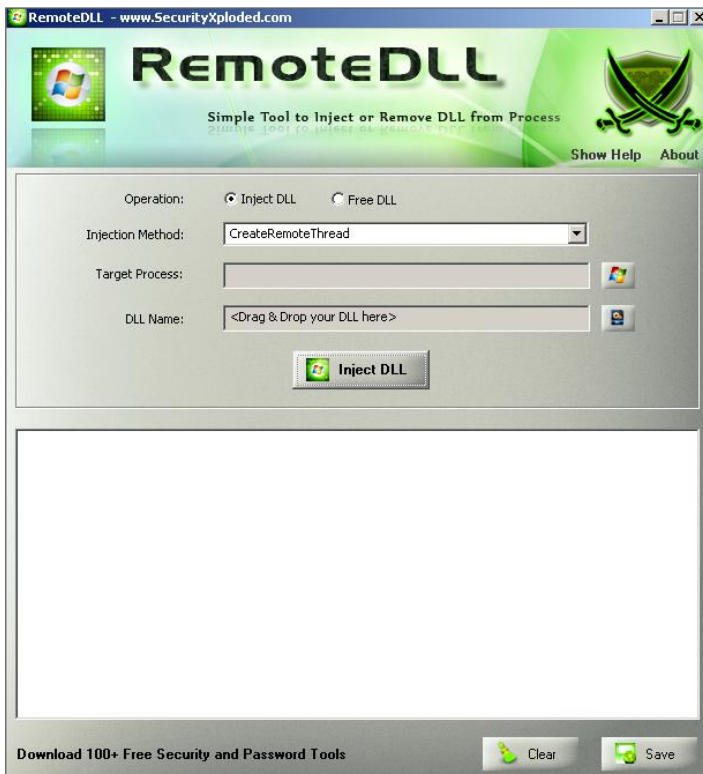 RemoteDLL - www.SecurityXploded.com
RemoteDLL
Simple Tool to Inject or Remove DLL from Process
Show Help About
Operation: Inject DLL Free DLL
Injection Method: CreateRemoteThread
Target Process:
DLL Name: <Drag & Drop your DLL here>
Inject DLL
Download 100+ Free Security and Password Tools Clear Save